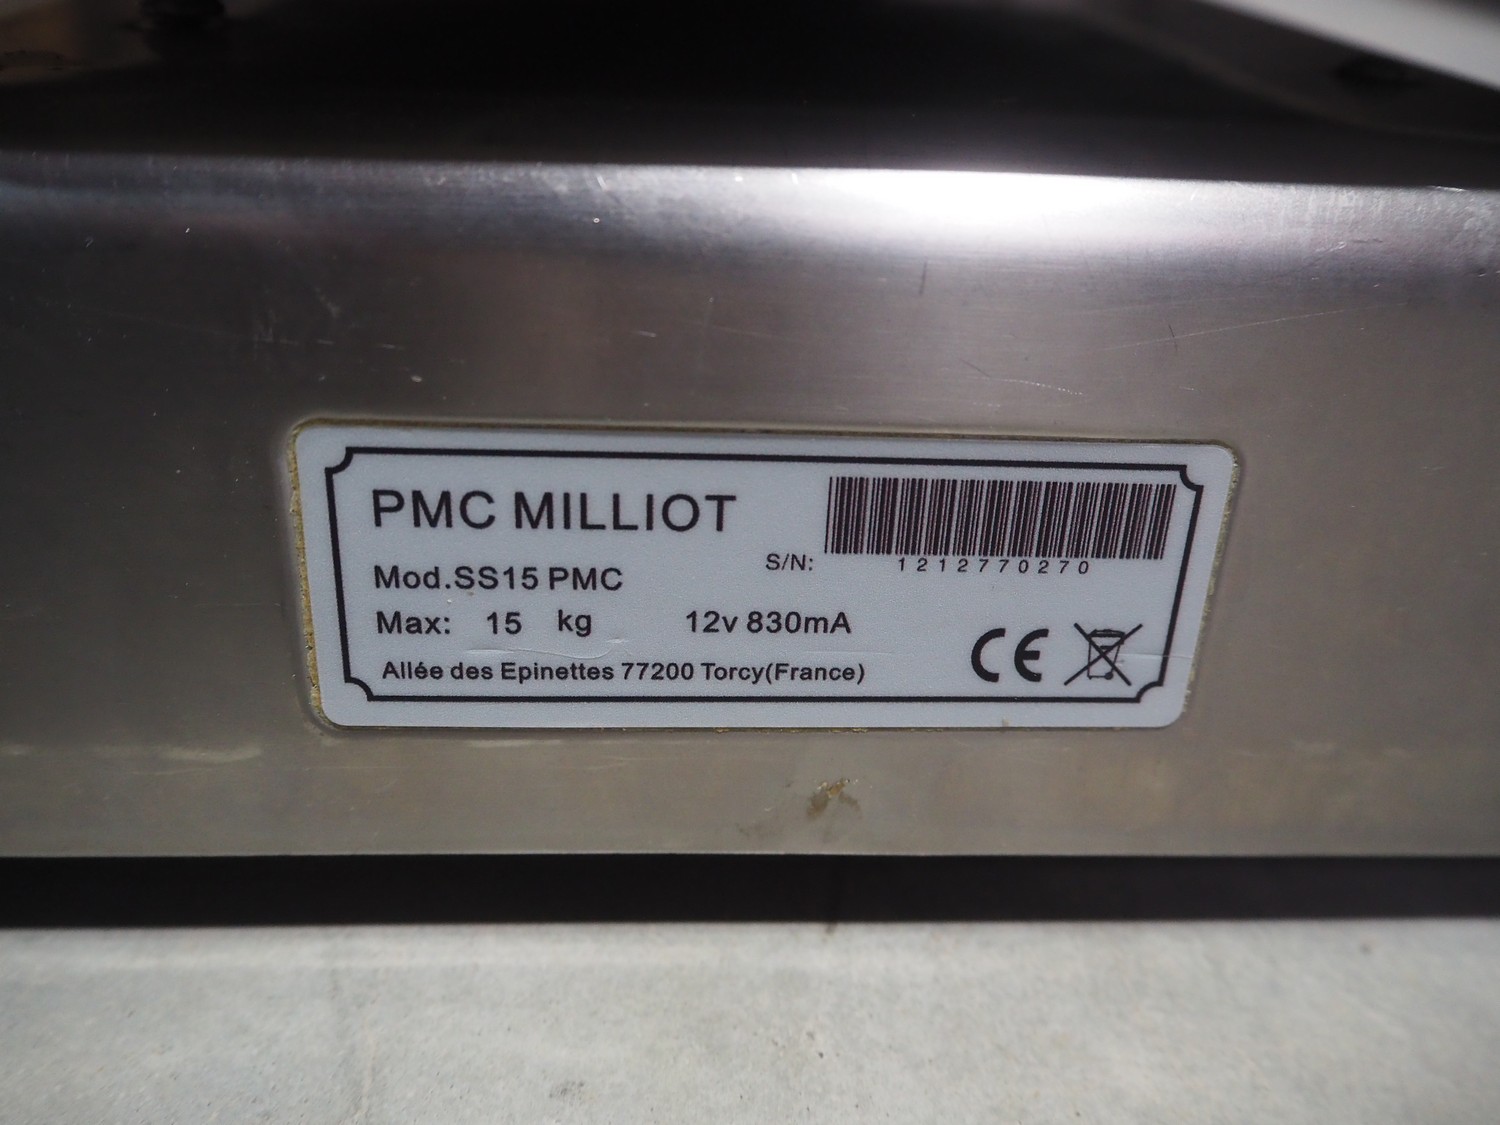 PMC MILLIOT
S/N: 1212770270
Mod.SS15 PMC
Max: 15 kg 12v 830mA
Allée des Epinettes 77200 Torcy(France)
CE